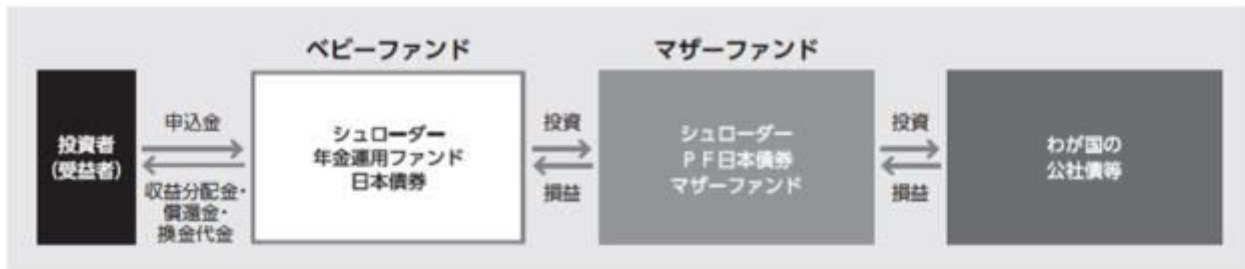 ベビーファンド
マザーファンド
投資者
(受益者)
申込金
収益分配金・
償還金・
換金代金
シュローダー
年金運用ファンド
日本債券
投資
損益
シュローダー
ＰＦ日本債券
マザーファンド
投資
損益
わが国の
公社債等